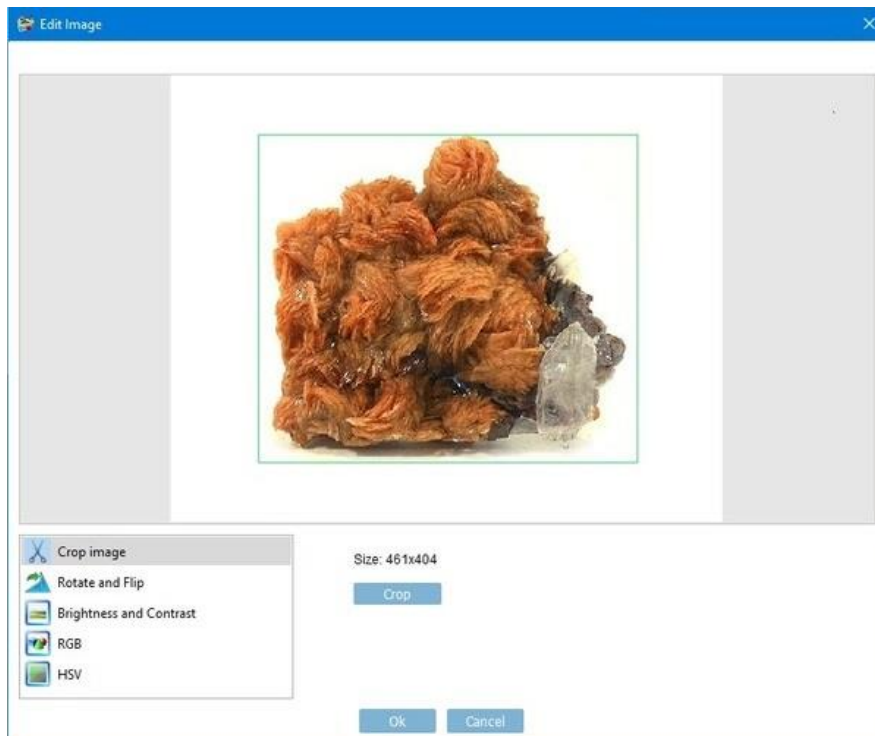 Edit Image
Crop image
Rotate and Flip
Brightness and Contrast
RGB
HSV
Size: 461x404
Crop
Ok
Cancel